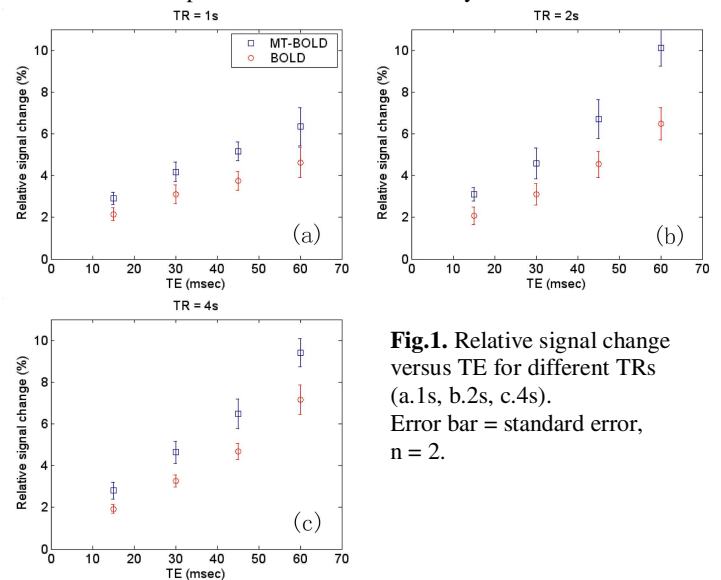 TR = 1s
Relative signal change (%)
10
8
6
4
2
0
MT-BOLD
BOLD
(a)
0 10 20 30 40 50 60 70
TE (msec)
TR = 2s
Relative signal change (%)
10
8
6
4
2
0
(b)
0 10 20 30 40 50 60 70
TE (msec)
TR = 4s
Relative signal change (%)
10
8
6
4
2
0
(c)
0 10 20 30 40 50 60 70
TE (msec)
Fig.1. Relative signal change
versus TE for different TRs
(a.1s, b.2s, c.4s).
Error bar = standard error,
n = 2.